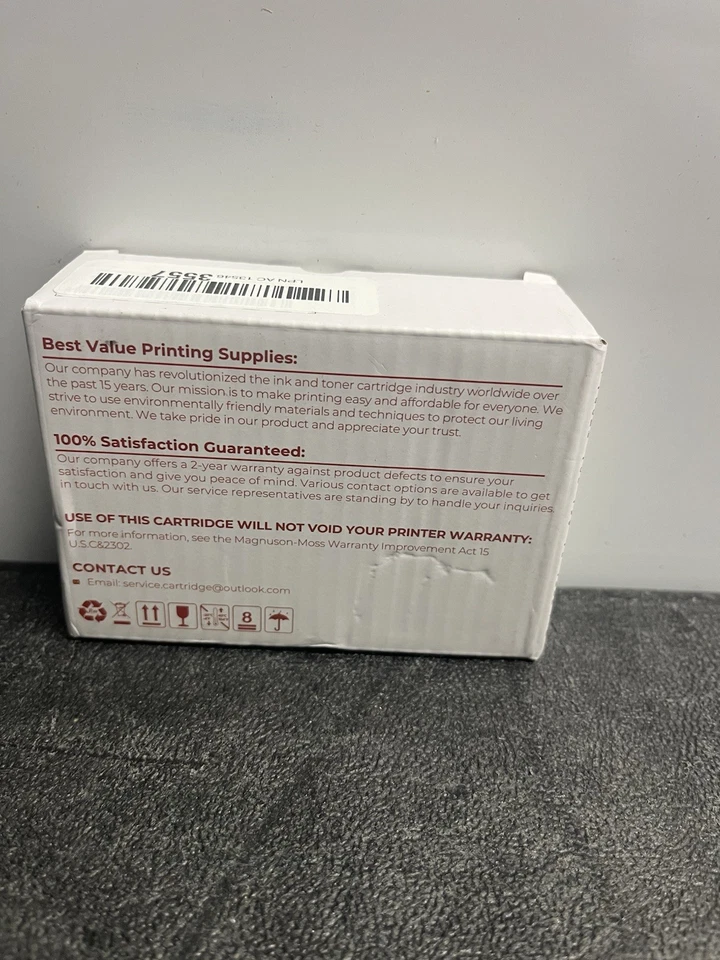 LPN AC 13546 3557
Best Value Printing Supplies:
Our company has revolutionized the ink and toner cartridge industry worldwide over
the past 15 years. Our mission is to make printing easy and affordable for everyone. We
strive to use environmentally friendly materials and techniques to protect our living
environment. We take pride in our product and appreciate your trust.
100% Satisfaction Guaranteed:
Our company offers a 2-year warranty against product defects to ensure your
satisfaction and give you peace of mind. Various contact options are available to get
in touch with us. Our service representatives are standing by to handle your inquiries.
USE OF THIS CARTRIDGE WILL NOT VOID YOUR PRINTER WARRANTY:
For more information, see the Magnuson-Moss Warranty Improvement Act 15
U.S.C&2302.
CONTACT US
Email: service.cartridge@outlook.com
8